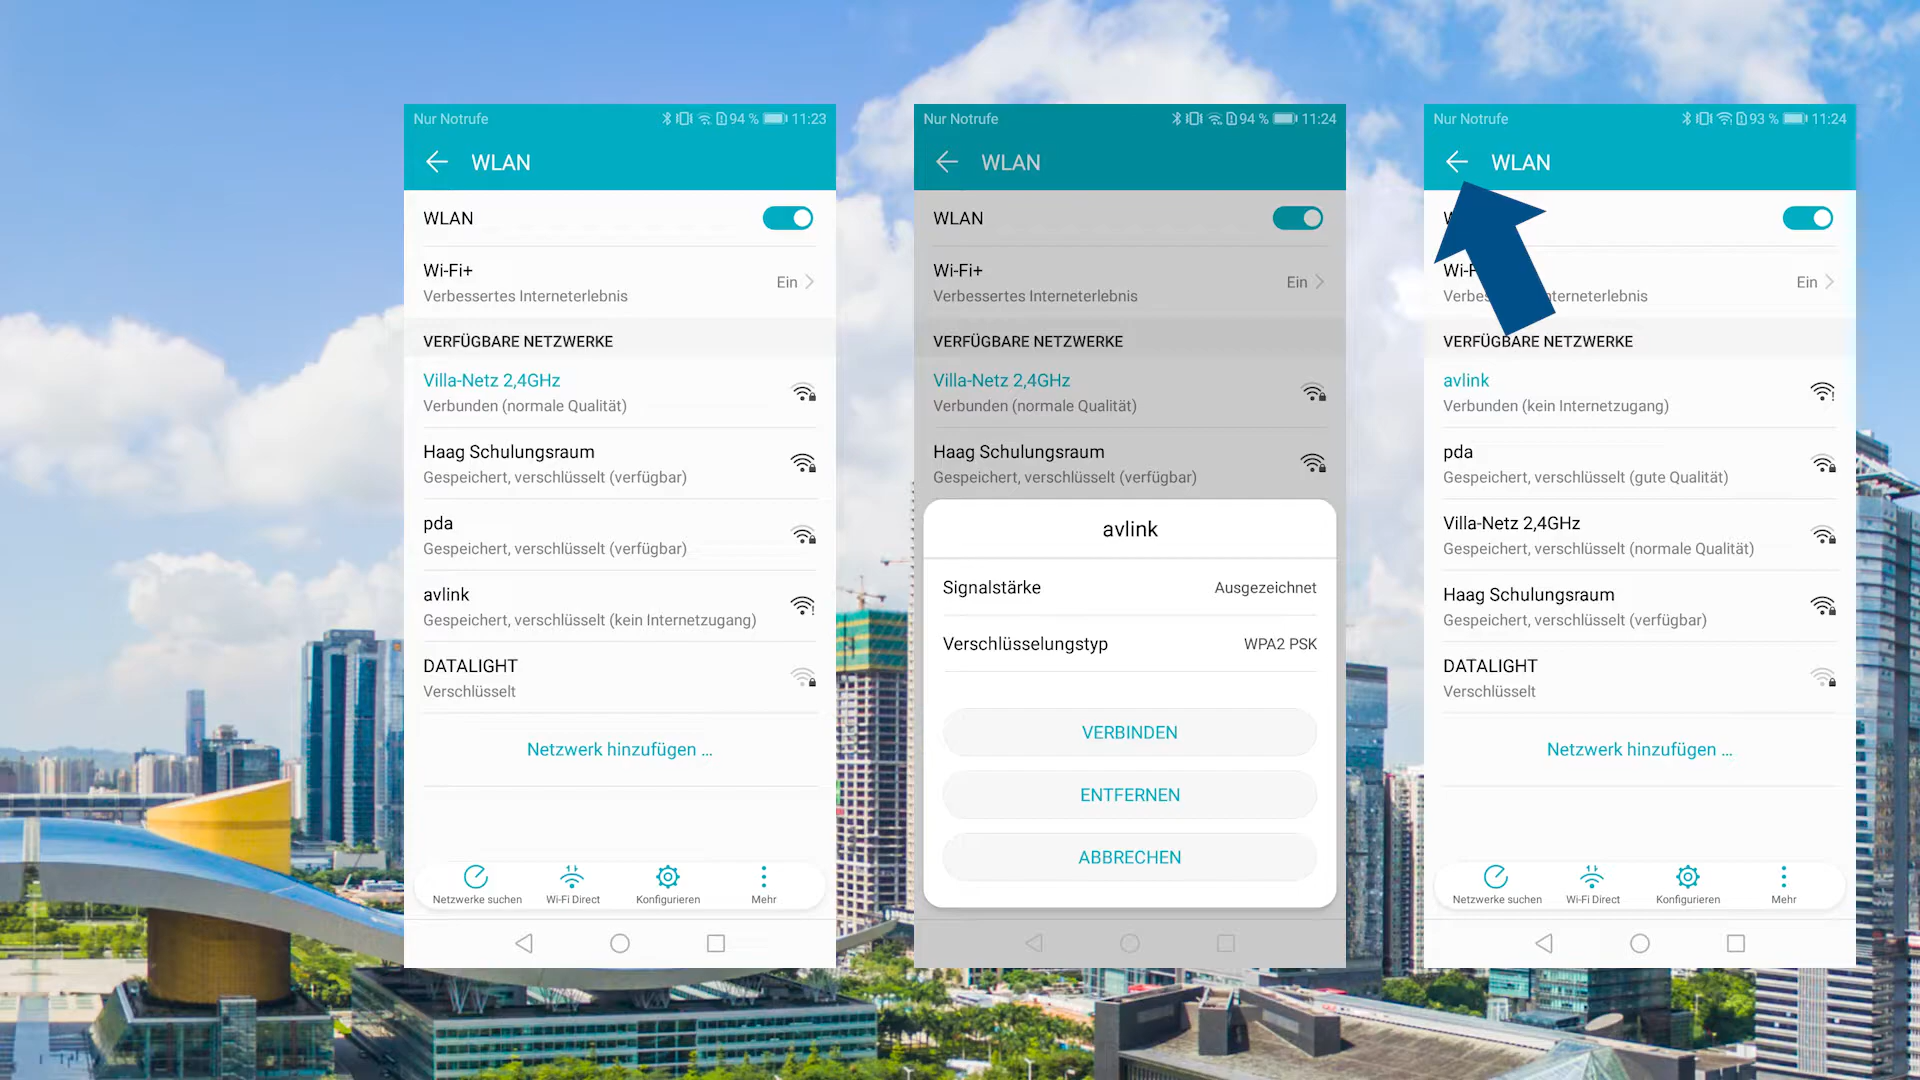 Nur Notrufe 94 % 11:23
WLAN
WLAN
Wi-Fi+
Verbessertes Interneterlebnis
Ein
VERFÜGBARE NETZWERKE
Villa-Netz 2,4GHz
Verbunden (normale Qualität)
Haag Schulungsraum
Gespeichert, verschlüsselt (verfügbar)
pda
Gespeichert, verschlüsselt (verfügbar)
avlink
Gespeichert, verschlüsselt (kein Internetzugang)
DATALIGHT
Verschlüsselt
Netzwerk hinzufügen ...
Netzwerke suchen Wi-Fi Direct Konfigurieren Mehr
Nur Notrufe 94 % 11:24
WLAN
WLAN
Wi-Fi+
Verbessertes Interneterlebnis
Ein
VERFÜGBARE NETZWERKE
Villa-Netz 2,4GHz
Verbunden (normale Qualität)
Haag Schulungsraum
Gespeichert, verschlüsselt (verfügbar)
avlink
Signalstärke Ausgezeichnet
Verschlüsselungstyp WPA2 PSK
VERBINDEN
ENTFERNEN
ABBRECHEN
Nur Notrufe 93 % 11:24
WLAN
Ein
VERFÜGBARE NETZWERKE
avlink
Verbunden (kein Internetzugang)
pda
Gespeichert, verschlüsselt (gute Qualität)
Villa-Netz 2,4GHz
Gespeichert, verschlüsselt (normale Qualität)
Haag Schulungsraum
Gespeichert, verschlüsselt (verfügbar)
DATALIGHT
Verschlüsselt
Netzwerk hinzufügen ...
Netzwerke suchen Wi-Fi Direct Konfigurieren Mehr